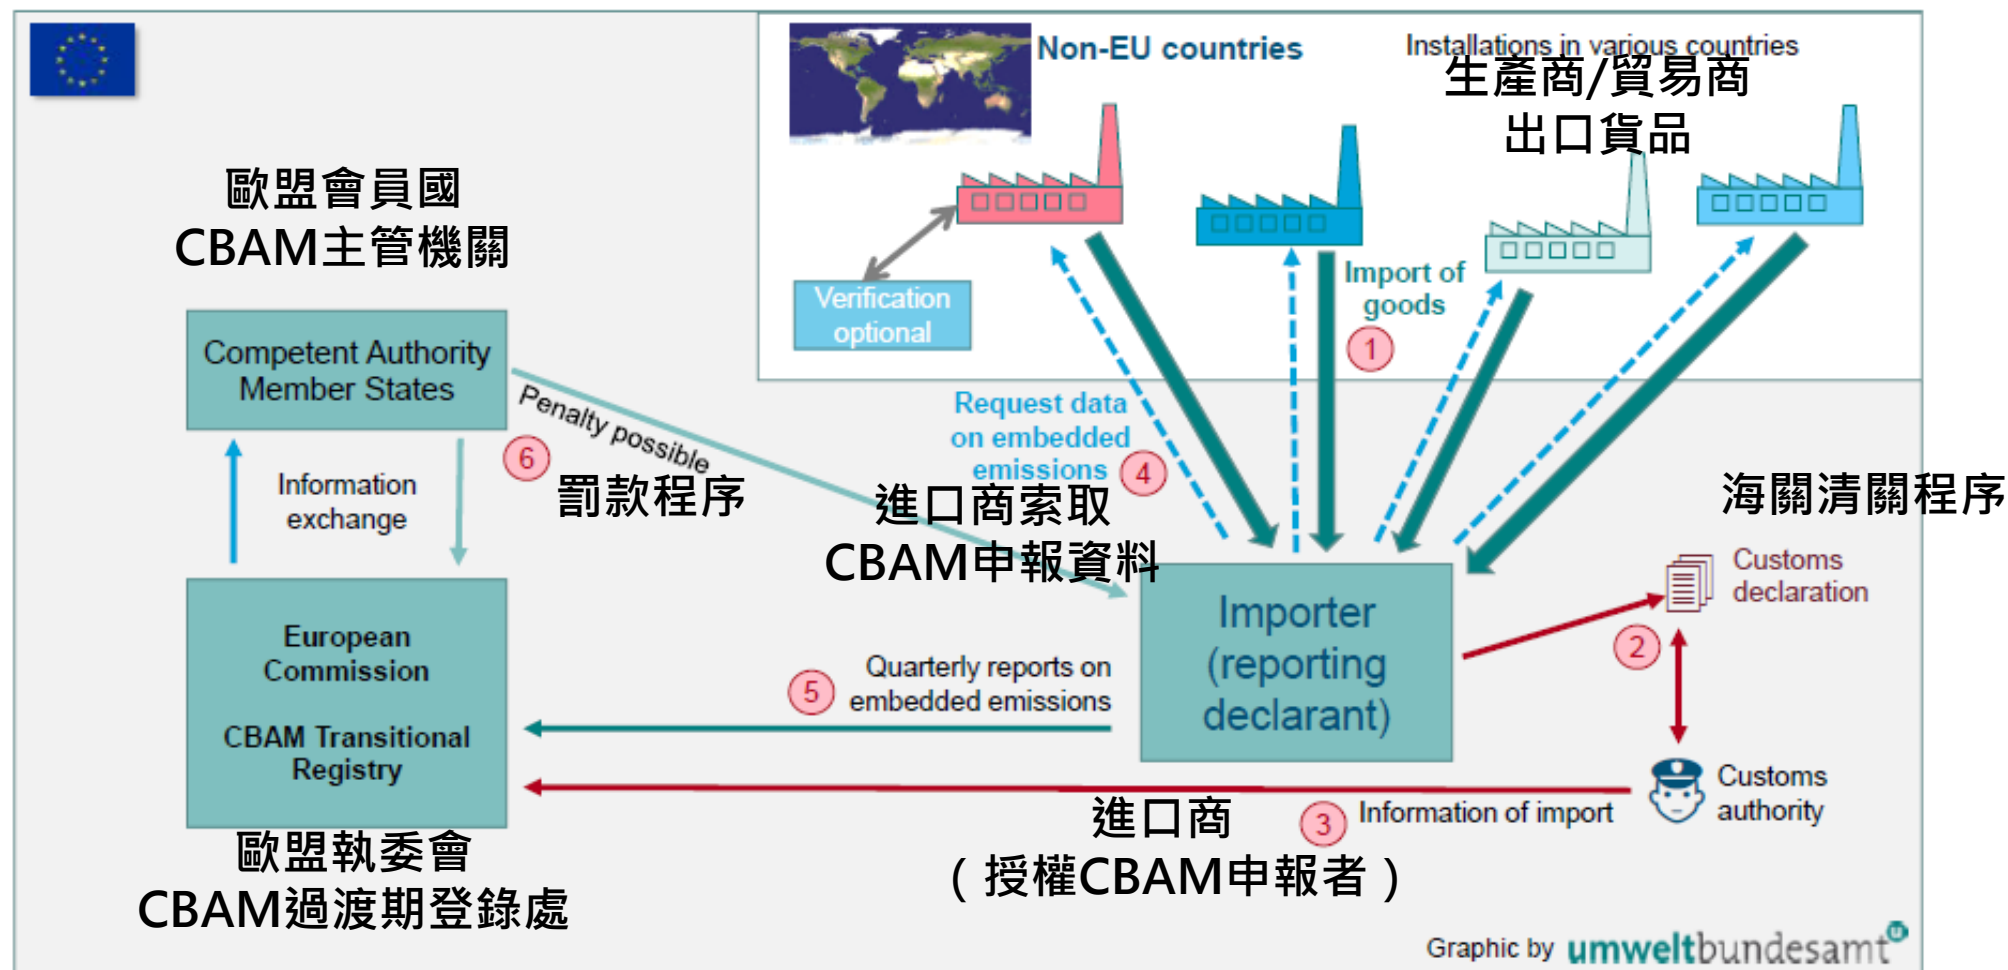 Non-EU countries
Installations in various countries
生產商/貿易商
出口貨品
歐盟會員國
CBAM主管機關
Verification
optional
Import of
goods
1
Competent Authority
Member States
Penalty possible
6
罰款程序
Request data
on embedded
emissions
4
進口商索取
CBAM申報資料
Information
exchange
海關清關程序
Customs
declaration
2
Importer
(reporting
declarant)
European
Commission
CBAM Transitional
Registry
Quarterly reports on
embedded emissions
5
Customs
authority
Information of import
3
進口商
（授權CBAM申報者）
歐盟執委會
CBAM過渡期登錄處
Graphic by umweltbundesamt
u